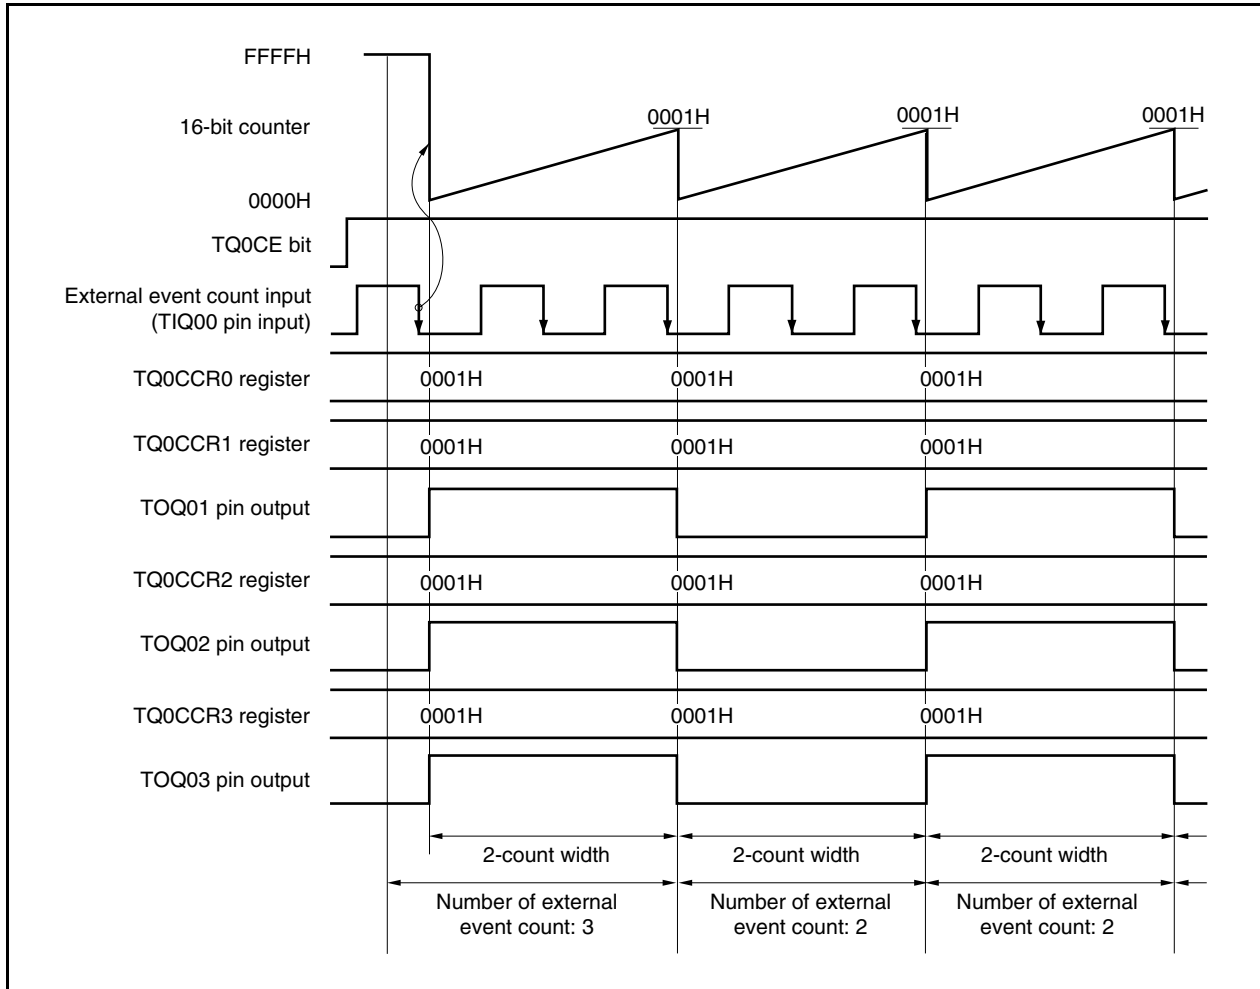 FFFFH
0001H 0001H 0001H
16-bit counter
0000H
TQ0CE bit
External event count input
(TIQ00 pin input)
TQ0CCR0 register 0001H 0001H 0001H
TQ0CCR1 register 0001H 0001H 0001H
TOQ01 pin output
TQ0CCR2 register 0001H 0001H 0001H
TOQ02 pin output
TQ0CCR3 register 0001H 0001H 0001H
TOQ03 pin output
2-count width 2-count width 2-count width
Number of external
event count: 3
Number of external
event count: 2
Number of external
event count: 2